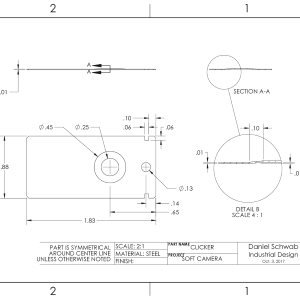 2 1
A
A
.01
SECTION A-A
.10
.06 .06
Ø.45 Ø.25
.10
.88
Ø.13
.14
.65
1.83
DETAIL B
SCALE 4 : 1
PART IS SYMMETRICAL
AROUND CENTER LINE
UNLESS OTHERWISE NOTED
SCALE: 2:1
MATERIAL: STEEL
FINISH:
PART NAME
CLICKER
PROJECT
SOFT CAMERA
Daniel Schwab
Industrial Design
Oct. 3, 2017
2 1